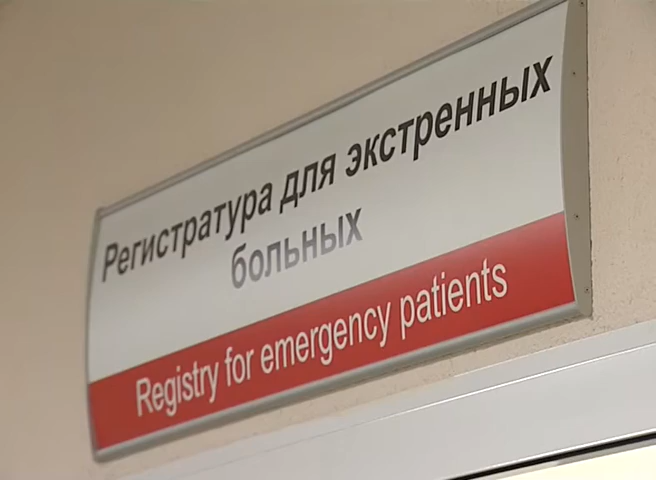 Регистратура для экстренных
больных
Registry for emergency patients